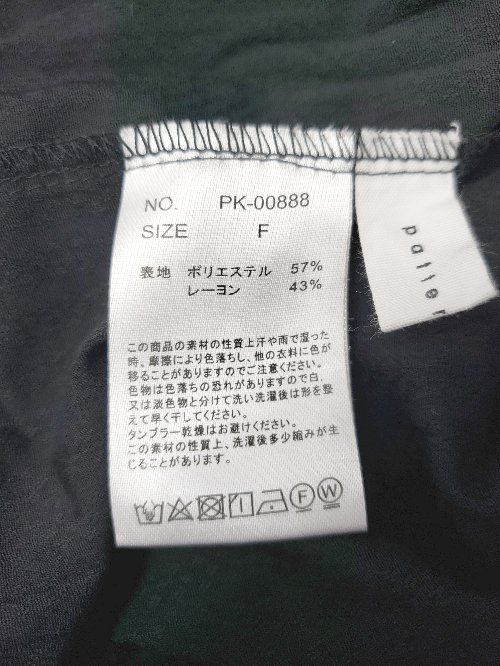 NO. PK-00888
SIZE F
表地 ポリエステル 57%
レーヨン 43%
この商品の素材の性質上汗や雨で湿った
時、摩擦により色落ちし、他の衣料に色が
移ることがありますのでご注意ください。
色物は色落ちの恐れがありますので白、
又は淡色物と分けて洗い洗濯後は形を整
えて早く干してください。
タンブラー乾燥はお避けください。
この素材の性質上、洗濯後多少縮みが生
じることがあります。
F W